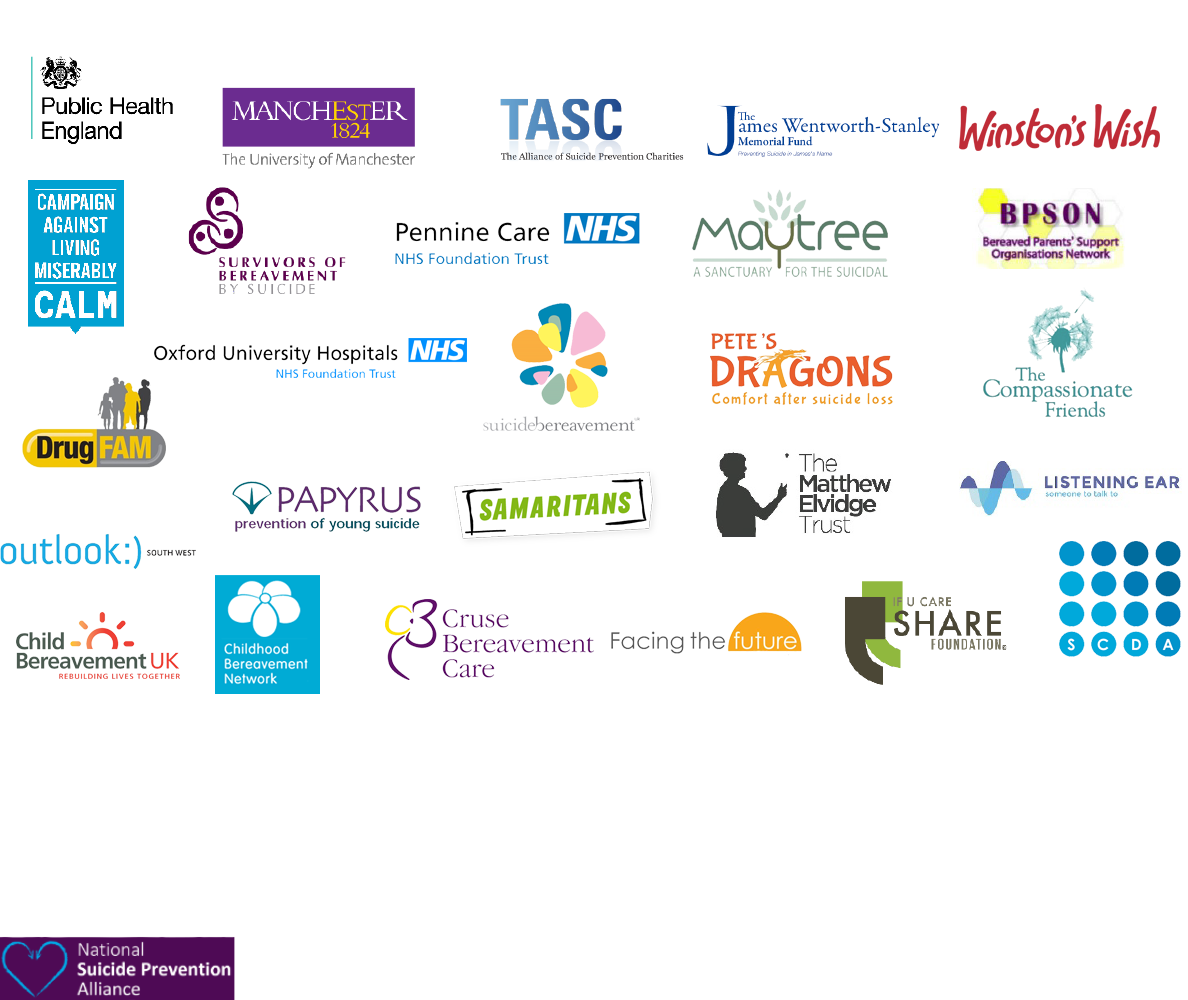 Public Health
England
MANCHESTER
1824
The University of Manchester
TASC
The Alliance of Suicide Prevention Charities
The
James Wentworth-Stanley
Memorial Fund
Preventing Suicide in James's Name
Winston's Wish
CAMPAIGN
AGAINST
LIVING
MISERABLY
CALM
SURVIVORS OF
BEREAVEMENT
BY SUICIDE
Pennine Care NHS
NHS Foundation Trust
Maytree
A SANCTUARY FOR THE SUICIDAL
BPSON
Bereaved Parents' Support
Organisations Network
Oxford University Hospitals NHS
NHS Foundation Trust
suicidebereavement
PETE'S
DRAGONS
Comfort after suicide loss
The
Compassionate
Friends
DrugFAM
PAPYRUS
prevention of young suicide
SAMARITANS
The
Matthew
Elvidge
Trust
LISTENING EAR
someone to talk to
outlook:) SOUTH WEST
Child
Bereavement UK
REBUILDING LIVES TOGETHER
Childhood
Bereavement
Network
Cruse
Bereavement
Care
Facing the future
IF U CARE
SHARE
FOUNDATION
S C D A
National
Suicide Prevention
Alliance